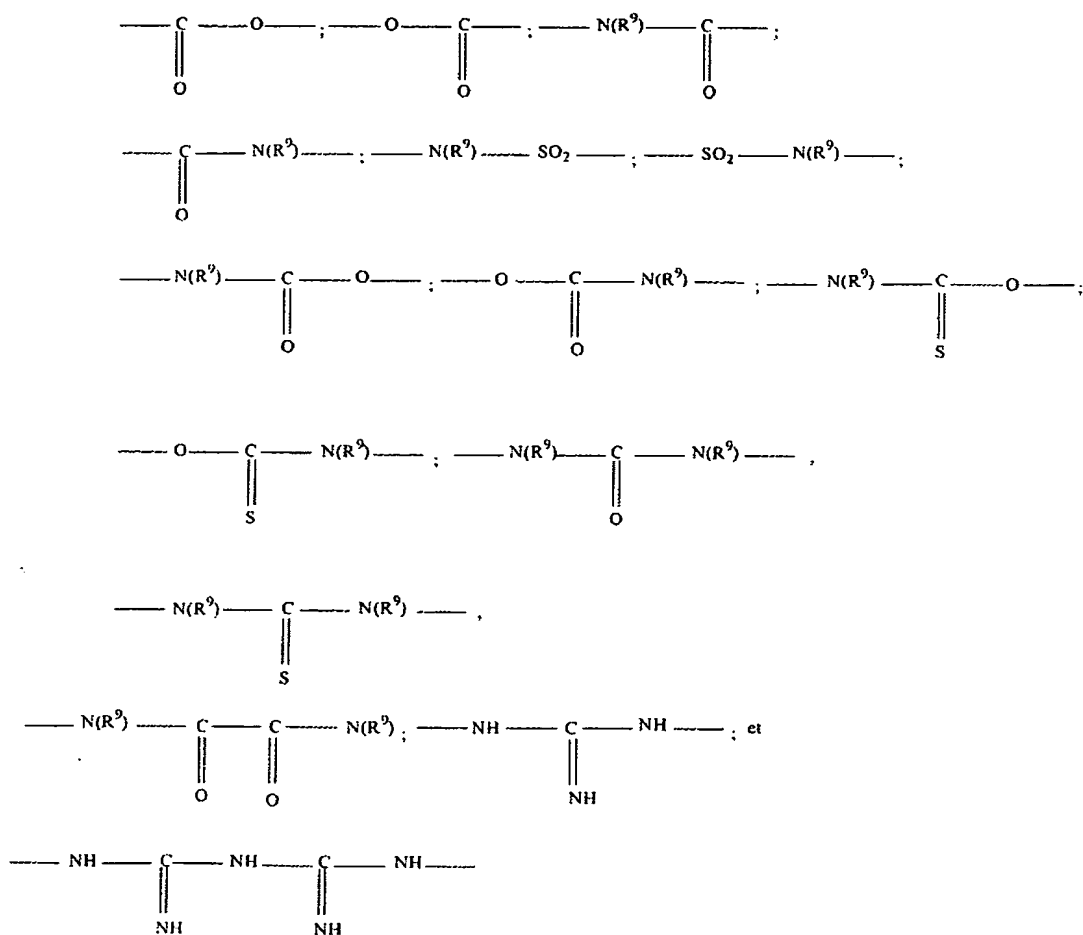 C O ; O C ; N(R⁹) C ;
O O O
C N(R⁹) ; N(R⁹) SO₂ ; SO₂ N(R⁹) ;
O
N(R⁹) C O ; O C N(R⁹) ; N(R⁹) C O ;
O O S
O C N(R⁹) ; N(R⁹) C N(R⁹) ,
S O
N(R⁹) C N(R⁹) ,
S
N(R⁹) C C N(R⁹) ; NH C NH ; et
O O NH
NH C NH C NH
NH NH